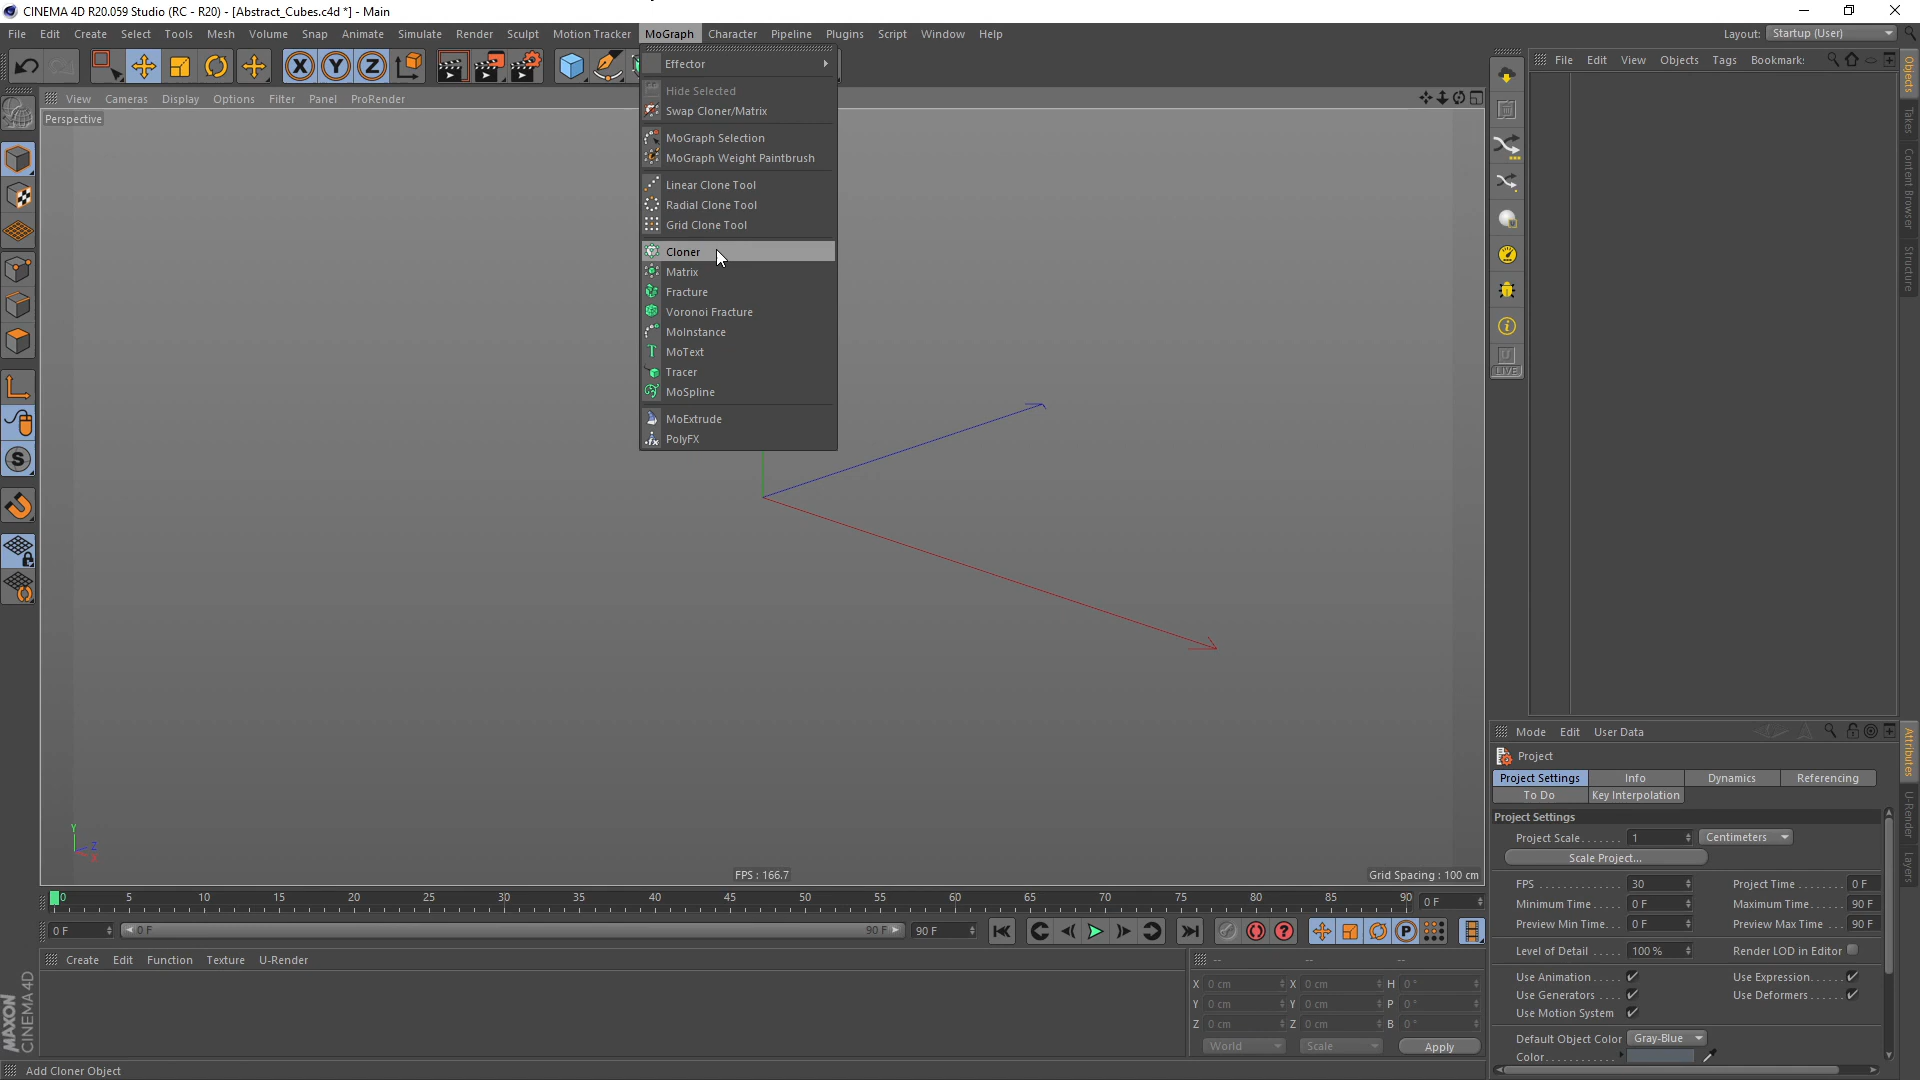 CINEMA 4D R20.059 Studio (RC - R20) - [Abstract_Cubes.c4d *] - Main
File Edit Create Select Tools Mesh Volume Snap Animate Simulate Render Sculpt Motion Tracker MoGraph Character Pipeline Plugins Script Window Help Layout: Startup (User)
X Y Z
View Cameras Display Options Filter Panel ProRender
Perspective
Effector
Hide Selected
Swap Cloner/Matrix
MoGraph Selection
MoGraph Weight Paintbrush
Linear Clone Tool
Radial Clone Tool
Grid Clone Tool
Cloner
Matrix
Fracture
Voronoi Fracture
MoInstance
MoText
Tracer
MoSpline
MoExtrude
PolyFX
Y
Z
X
FPS : 166.7
Grid Spacing : 100 cm
0 5 10 15 20 25 30 35 40 45 50 55 60 65 70 75 80 85 90 0 F
0 F 0 F 90 F 90 F
P
Create Edit Function Texture U-Render
-- -- --
X 0 cm X 0 cm H 0 °
Y 0 cm Y 0 cm P 0 °
Z 0 cm Z 0 cm B 0 °
World Scale Apply
MAXON
CINEMA 4D
Add Cloner Object
S
U
LIVE
File Edit View Objects Tags Bookmark:
Objects
Takes
Content Browser
Structure
Mode Edit User Data
Project
Project Settings Info Dynamics Referencing
To Do Key Interpolation
Project Settings
Project Scale. . . . . . . 1 Centimeters
Scale Project...
FPS . . . . . . . . . . . . . 30 Project Time . . . . . . . 0 F
Minimum Time . . . . . 0 F Maximum Time . . . . . 90 F
Preview Min Time. . . 0 F Preview Max Time . . . 90 F
Level of Detail . . . . . 100 % Render LOD in Editor
Use Animation. . . . . Use Expression. . . . . .
Use Generators . . . . Use Deformers. . . . . .
Use Motion System
Default Object Color Gray-Blue
Color. . . . . . . . . . . .
Attributes
U-Render
Layers